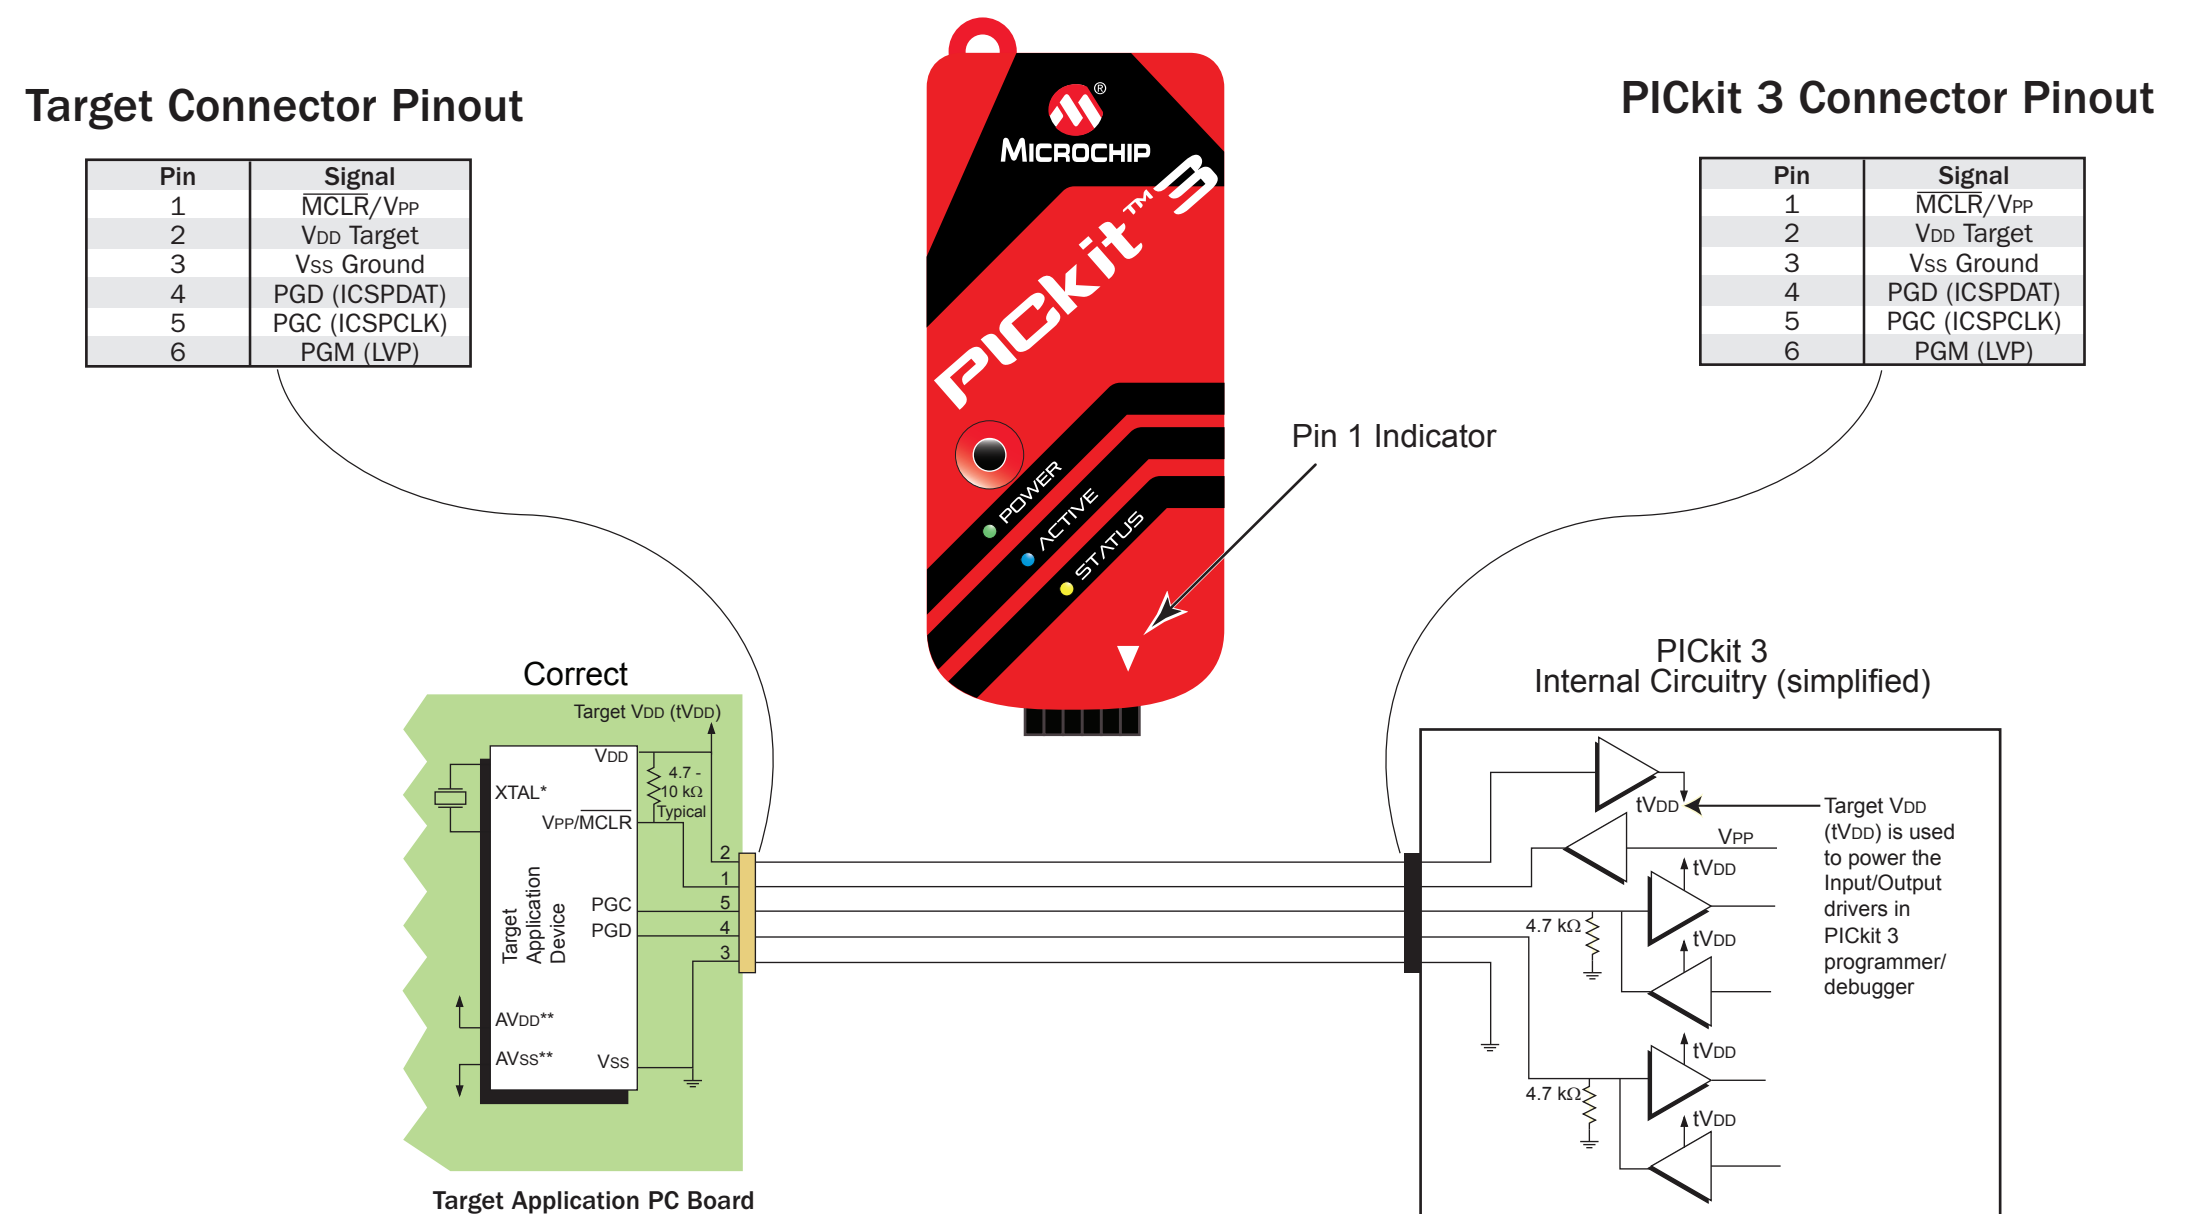 Target Connector Pinout
Pin Signal
1 MCLR/VPP
2 VDD Target
3 VSS Ground
4 PGD (ICSPDAT)
5 PGC (ICSPCLK)
6 PGM (LVP)
®
MICROCHIP
PICkit™ 3
POWER
ACTIVE
STATUS
Pin 1 Indicator
PICkit 3 Connector Pinout
Pin Signal
1 MCLR/VPP
2 VDD Target
3 Vss Ground
4 PGD (ICSPDAT)
5 PGC (ICSPCLK)
6 PGM (LVP)
Correct
Target VDD (tVDD)
VDD
4.7 -
10 kΩ
Typical
XTAL*
VPP/MCLR
Target
Application
Device
PGC
PGD
AVDD**
AVss**
Vss
2
1
5
4
3
Target Application PC Board
PICkit 3
Internal Circuitry (simplified)
tVDD
Target VDD
(tVDD) is used
to power the
Input/Output
drivers in
PICkit 3
programmer/
debugger
VPP
tVDD
4.7 kΩ
tVDD
tVDD
4.7 kΩ
tVDD